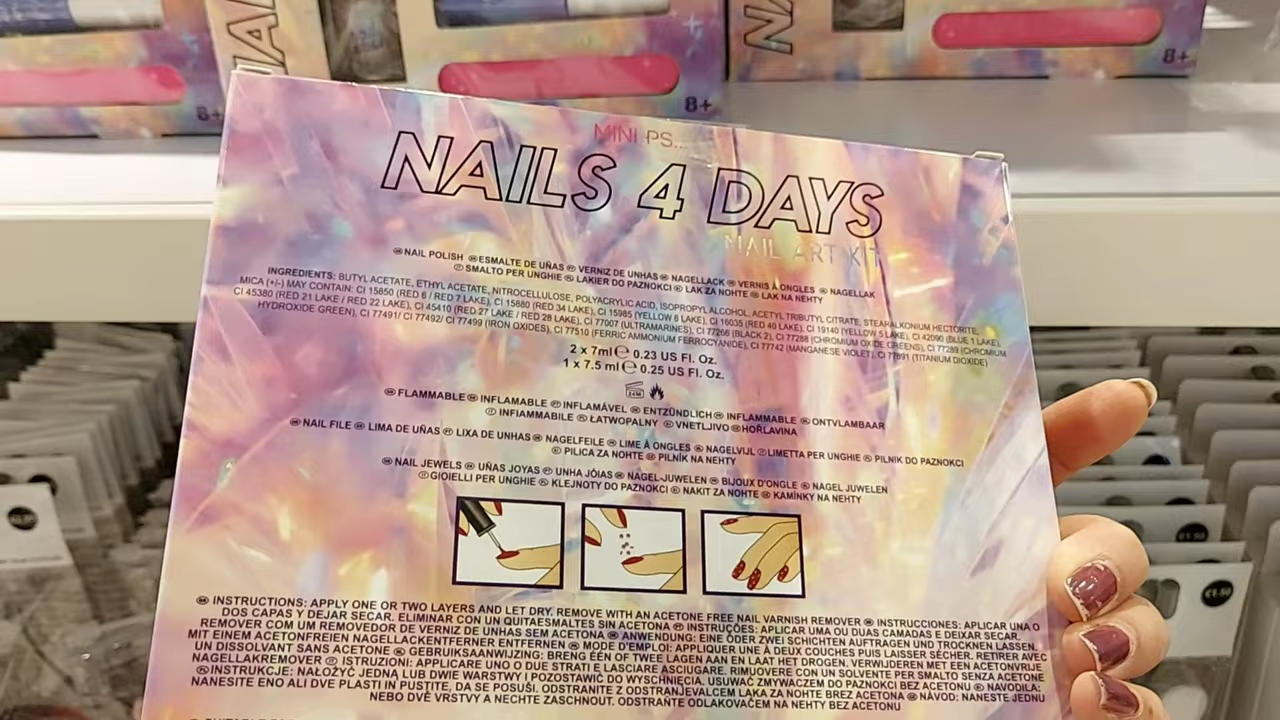 8+
8+
8+
MINI PS...
NAILS 4 DAYS
NAIL ART KIT
NAIL POLISH ESMALTE DE UÑAS VERNIZ DE UNHAS NAGELLACK VERNIS À ONGLES NAGELLAK
SMALTO PER UNGHIE LAKIER DO PAZNOKCI LAK ZA NOHTE LAK NA NEHTY
INGREDIENTS: BUTYL ACETATE, ETHYL ACETATE, NITROCELLULOSE, POLYACRYLIC ACID, ISOPROPYL ALCOHOL, ACETYL TRIBUTYL CITRATE, STEARALKONIUM HECTORITE,
MICA (+/-) MAY CONTAIN: CI 15850 (RED 6 / RED 7 LAKE), CI 15880 (RED 34 LAKE), CI 15985 (YELLOW 6 LAKE), CI 16035 (RED 40 LAKE), CI 19140 (YELLOW 5 LAKE), CI 42090 (BLUE 1 LAKE),
CI 45380 (RED 21 LAKE / RED 22 LAKE), CI 45410 (RED 27 LAKE / RED 28 LAKE), CI 77007 (ULTRAMARINES), CI 77266 (BLACK 2), CI 77288 (CHROMIUM OXIDE GREENS), CI 77289 (CHROMIUM
HYDROXIDE GREEN), CI 77491/ CI 77492/ CI 77499 (IRON OXIDES), CI 77510 (FERRIC AMMONIUM FERROCYANIDE), CI 77742 (MANGANESE VIOLET), CI 77891 (TITANIUM DIOXIDE)
2 x 7ml ℮ 0.23 US Fl. Oz.
1 x 7.5 ml ℮ 0.25 US Fl. Oz.
24M
FLAMMABLE INFLAMABLE INFLAMÁVEL ENTZÜNDLICH INFLAMMABLE ONTVLAMBAAR
INFIAMMABILE ŁATWOPALNY VNETLJIVO HOŘLAVINA
NAIL FILE LIMA DE UÑAS LIXA DE UNHAS NAGELFEILE LIME À ONGLES NAGELVIJL LIMETTA PER UNGHIE PILNIK DO PAZNOKCI
PILICA ZA NOHTE PILNÍK NA NEHTY
NAIL JEWELS UÑAS JOYAS UNHA JÓIAS NAGEL-JUWELEN BIJOUX D'ONGLE NAGEL JUWELEN
GIOIELLI PER UNGHIE KLEJNOTY DO PAZNOKCI NAKIT ZA NOHTE KAMÍNKY NA NEHTY
INSTRUCTIONS: APPLY ONE OR TWO LAYERS AND LET DRY. REMOVE WITH AN ACETONE FREE NAIL VARNISH REMOVER INSTRUCCIONES: APLICAR UNA O
DOS CAPAS Y DEJAR SECAR. ELIMINAR CON UN QUITAESMALTES SIN ACETONA INSTRUÇÕES: APLICAR UMA OU DUAS CAMADAS E DEIXAR SECAR.
REMOVER COM UM REMOVEDOR DE VERNIZ DE UNHAS SEM ACETONA ANWENDUNG: EINE ODER ZWEI SCHICHTEN AUFTRAGEN UND TROCKNEN LASSEN.
MIT EINEM ACETONFREIEN NAGELLACKENTFERNER ENTFERNEN MODE D'EMPLOI: APPLIQUER UNE À DEUX COUCHES PUIS LAISSER SÉCHER. RETIRER AVEC
UN DISSOLVANT SANS ACETONE GEBRUIKSAANWIJZING: BRENG ÉÉN OF TWEE LAGEN AAN EN LAAT HET DROGEN. VERWIJDEREN MET EEN ACETONVRIJE
NAGELLAKREMOVER ISTRUZIONI: APPLICARE UNO O DUE STRATI E LASCIARE ASCIUGARE. RIMUOVERE CON UN SOLVENTE PER SMALTO SENZA ACETONE
INSTRUKCJE: NAŁOŻYĆ JEDNĄ LUB DWIE WARSTWY I POZOSTAWIĆ DO WYSCHNIĘCIA. USUWAĆ ZMYWACZEM DO PAZNOKCI BEZ ACETONU NAVODILA:
NANESITE ENO ALI DVE PLASTI IN PUSTITE, DA SE POSUŠI. ODSTRANITE Z ODSTRANJEVALCEM LAKA ZA NOHTE BREZ ACETONA NÁVOD: NANESTE JEDNU
NEBO DVĚ VRSTVY A NECHTE ZASCHNOUT. ODSTRAŇTE ODLAKOVAČEM NA NEHTY BEZ ACETONU
€1.50